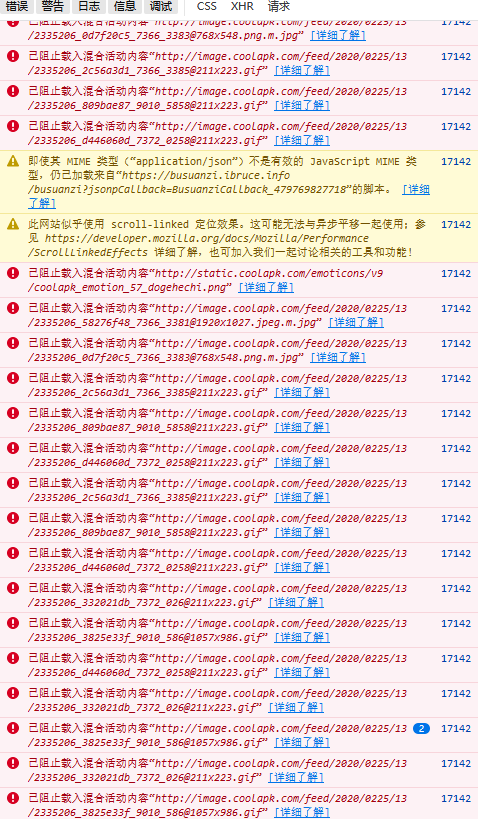 错误 警告 日志 信息 调试 CSS XHR 请求
已阻止载入混合活动内容“http://image.coolapk.com/feed/2020/0225/13 17142
/2335206_0d7f20c5_7366_3383@768x548.png.m.jpg” [详细了解]
已阻止载入混合活动内容“http://image.coolapk.com/feed/2020/0225/13 17142
/2335206_2c56a3d1_7366_3385@211x223.gif” [详细了解]
已阻止载入混合活动内容“http://image.coolapk.com/feed/2020/0225/13 17142
/2335206_809bae87_9010_5858@211x223.gif” [详细了解]
已阻止载入混合活动内容“http://image.coolapk.com/feed/2020/0225/13 17142
/2335206_d446060d_7372_0258@211x223.gif” [详细了解]
即使其 MIME 类型（“application/json”）不是有效的 JavaScript MIME 类 17142
型，仍已加载来自“https://busuanzi.ibruce.info
/busuanzi?jsonpCallback=BusuanziCallback_479769827718”的脚本。 [详
细了解]
此网站似乎使用 scroll-linked 定位效果。这可能无法与异步平移一起使用；参 17142
见 https://developer.mozilla.org/docs/Mozilla/Performance
/ScrollLinkedEffects 详细了解，也可加入我们一起讨论相关的工具和功能！
已阻止载入混合活动内容“http://static.coolapk.com/emoticons/v9 17142
/coolapk_emotion_57_dogehechi.png” [详细了解]
已阻止载入混合活动内容“http://image.coolapk.com/feed/2020/0225/13 17142
/2335206_58276f48_7366_3381@1920x1027.jpeg.m.jpg” [详细了解]
已阻止载入混合活动内容“http://image.coolapk.com/feed/2020/0225/13 17142
/2335206_0d7f20c5_7366_3383@768x548.png.m.jpg” [详细了解]
已阻止载入混合活动内容“http://image.coolapk.com/feed/2020/0225/13 17142
/2335206_2c56a3d1_7366_3385@211x223.gif” [详细了解]
已阻止载入混合活动内容“http://image.coolapk.com/feed/2020/0225/13 17142
/2335206_809bae87_9010_5858@211x223.gif” [详细了解]
已阻止载入混合活动内容“http://image.coolapk.com/feed/2020/0225/13 17142
/2335206_d446060d_7372_0258@211x223.gif” [详细了解]
已阻止载入混合活动内容“http://image.coolapk.com/feed/2020/0225/13 17142
/2335206_2c56a3d1_7366_3385@211x223.gif” [详细了解]
已阻止载入混合活动内容“http://image.coolapk.com/feed/2020/0225/13 17142
/2335206_809bae87_9010_5858@211x223.gif” [详细了解]
已阻止载入混合活动内容“http://image.coolapk.com/feed/2020/0225/13 17142
/2335206_d446060d_7372_0258@211x223.gif” [详细了解]
已阻止载入混合活动内容“http://image.coolapk.com/feed/2020/0225/13 17142
/2335206_332021db_7372_026@211x223.gif” [详细了解]
已阻止载入混合活动内容“http://image.coolapk.com/feed/2020/0225/13 17142
/2335206_3825e33f_9010_586@1057x986.gif” [详细了解]
已阻止载入混合活动内容“http://image.coolapk.com/feed/2020/0225/13 17142
/2335206_d446060d_7372_0258@211x223.gif” [详细了解]
已阻止载入混合活动内容“http://image.coolapk.com/feed/2020/0225/13 17142
/2335206_332021db_7372_026@211x223.gif” [详细了解]
已阻止载入混合活动内容“http://image.coolapk.com/feed/2020/0225/13 2 17142
/2335206_3825e33f_9010_586@1057x986.gif” [详细了解]
已阻止载入混合活动内容“http://image.coolapk.com/feed/2020/0225/13 17142
/2335206_332021db_7372_026@211x223.gif” [详细了解]
已阻止载入混合活动内容“http://image.coolapk.com/feed/2020/0225/13 17142
/2335206_3825e33f_9010_586@1057x986.gif” [详细了解]